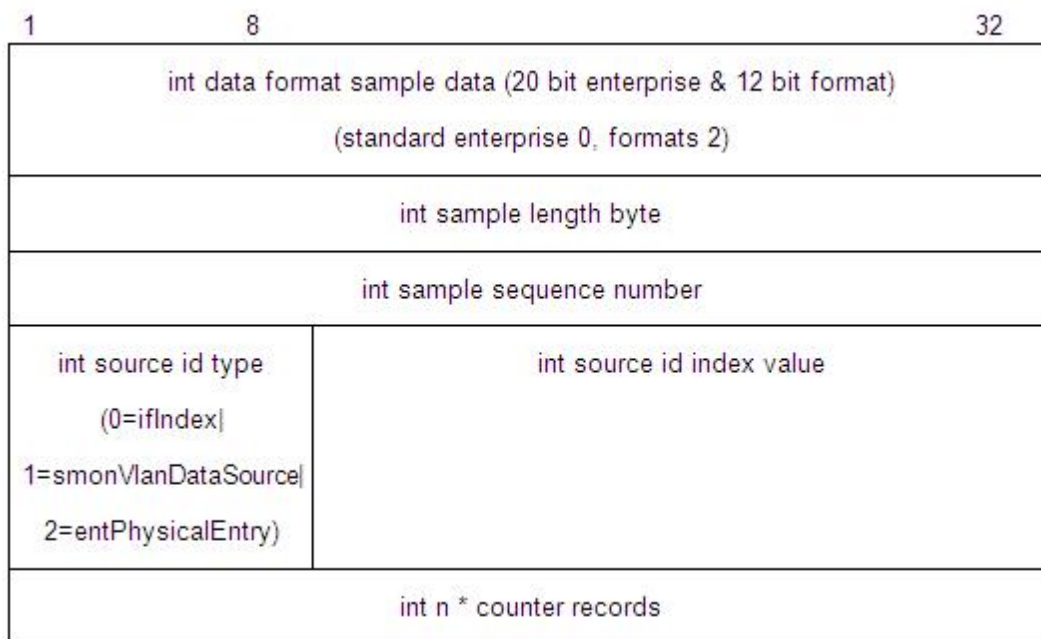 1 8 32
int data format sample data (20 bit enterprise & 12 bit format)
(standard enterprise 0, formats 2)
int sample length byte
int sample sequence number
int source id type
(0=ifIndex|
1=smonVlanDataSource|
2=entPhysicalEntry)
int source id index value
int n * counter records